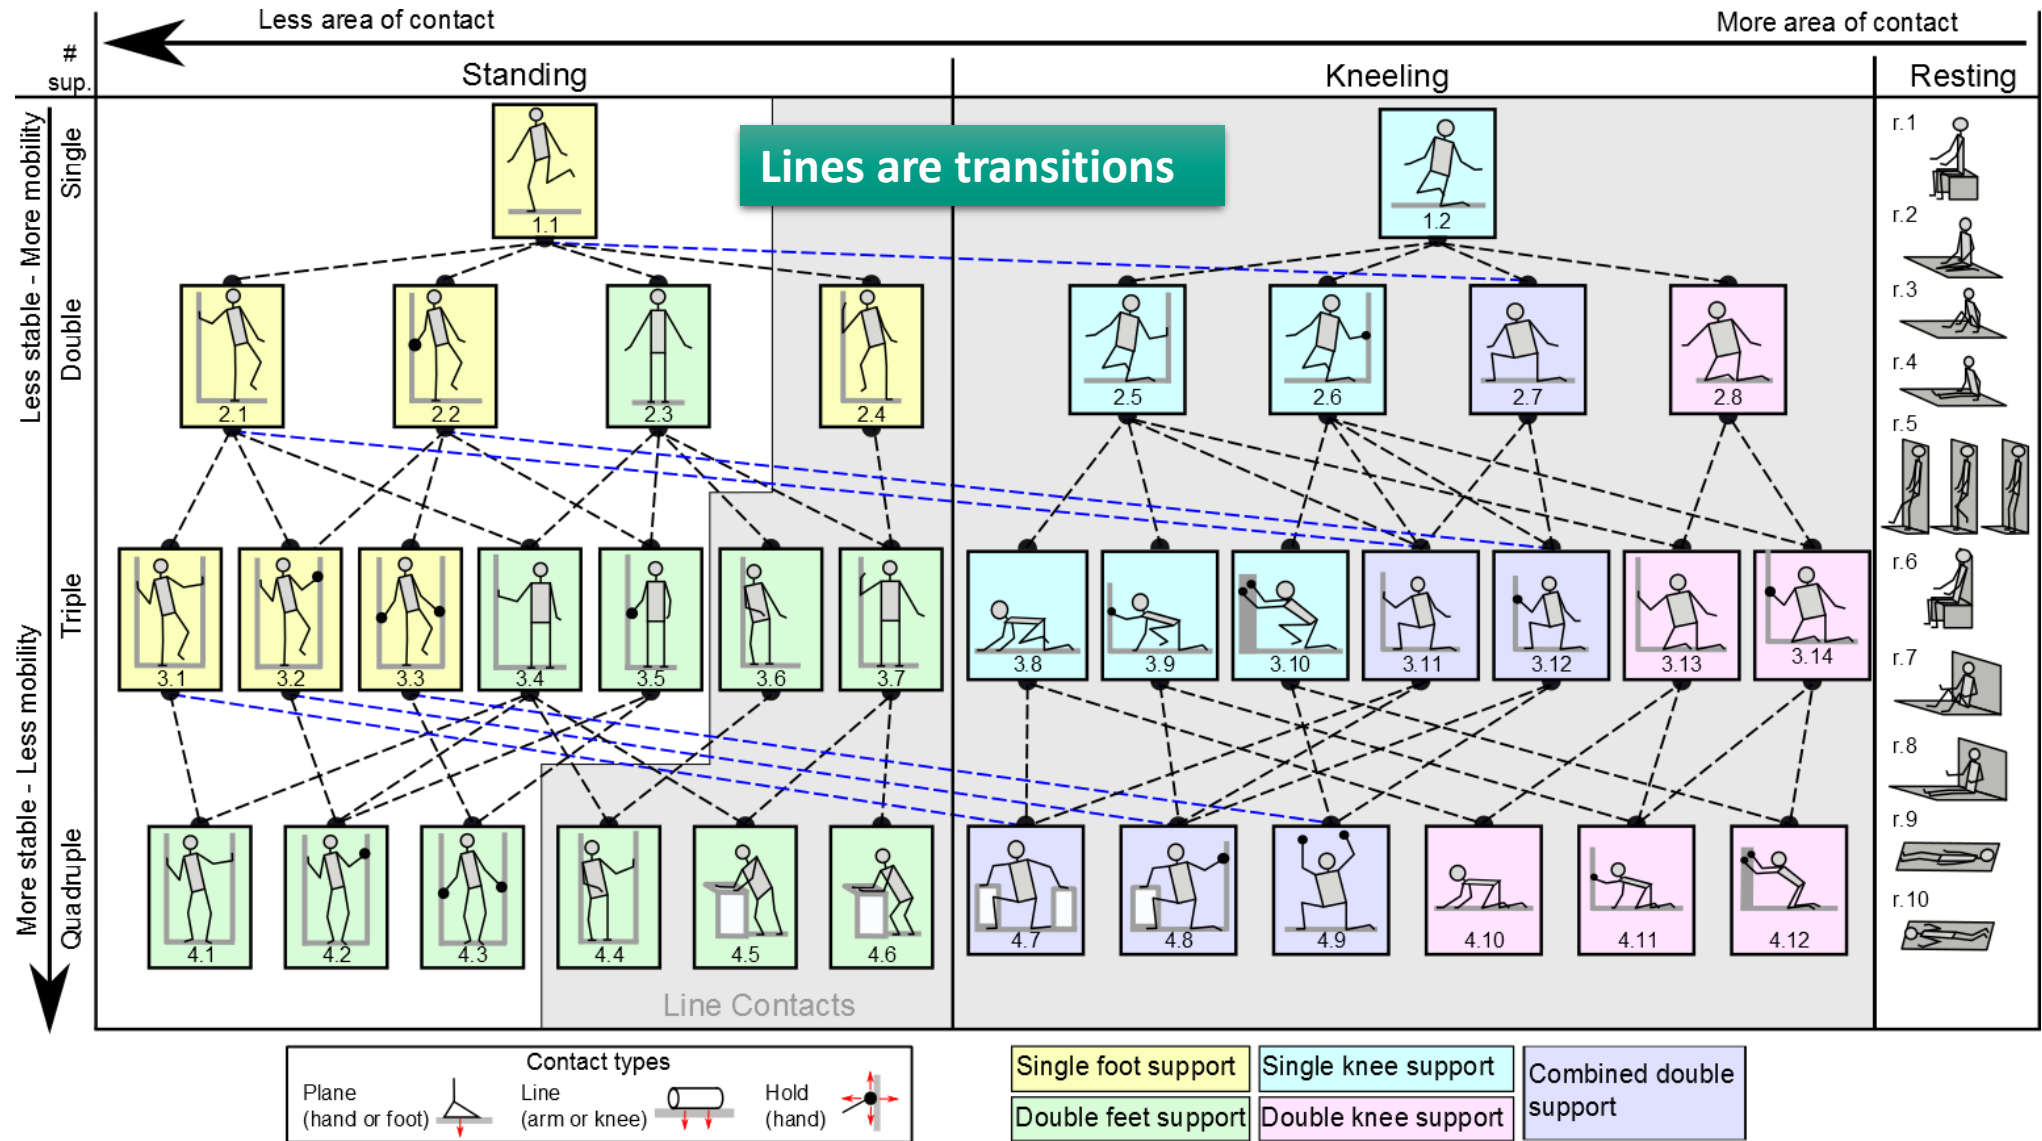 Less area of contact
More area of contact
# sup.
Standing
Kneeling
Resting
Less stable - More mobility
More stable - Less mobility
Single
Double
Triple
Quadruple
Lines are transitions
1.1
1.2
2.1
2.2
2.3
2.4
2.5
2.6
2.7
2.8
3.1
3.2
3.3
3.4
3.5
3.6
3.7
3.8
3.9
3.10
3.11
3.12
3.13
3.14
4.1
4.2
4.3
4.4
4.5
4.6
4.7
4.8
4.9
4.10
4.11
4.12
r.1
r.2
r.3
r.4
r.5
r.6
r.7
r.8
r.9
r.10
Line Contacts
Contact types
Plane
(hand or foot)
Line
(arm or knee)
Hold
(hand)
Single foot support
Double feet support
Single knee support
Double knee support
Combined double
support